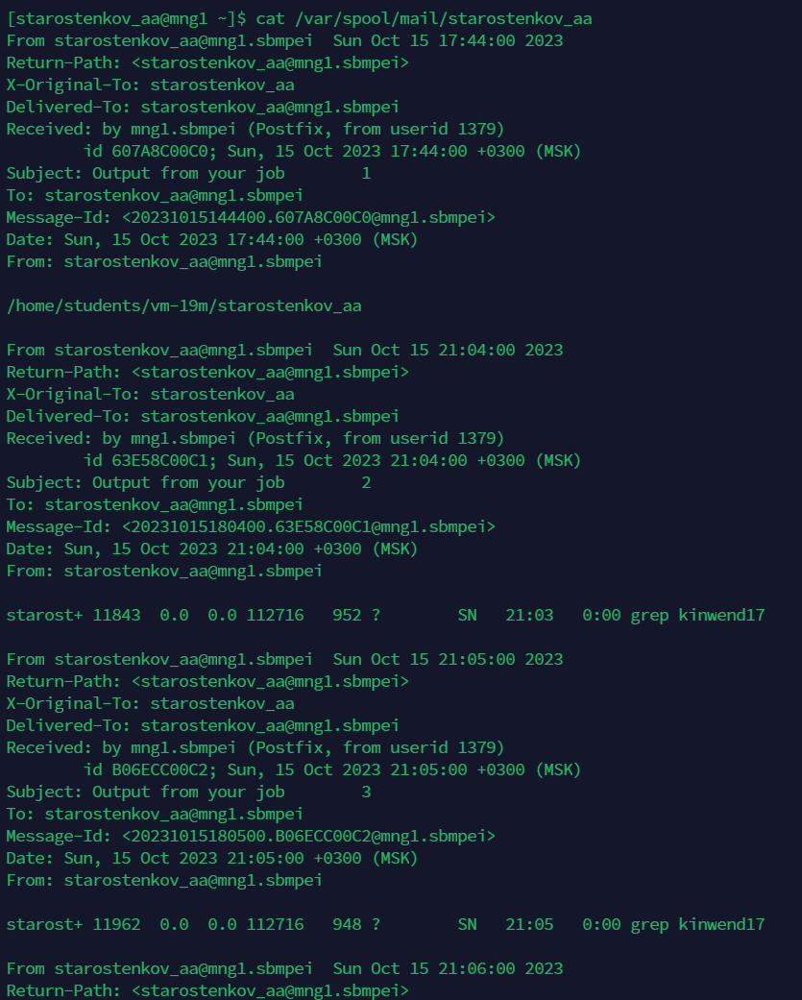 [starostenkov_aa@mng1 ~]$ cat /var/spool/mail/starostenkov_aa
From starostenkov_aa@mng1.sbmpei  Sun Oct 15 17:44:00 2023
Return-Path: <starostenkov_aa@mng1.sbmpei>
X-Original-To: starostenkov_aa
Delivered-To: starostenkov_aa@mng1.sbmpei
Received: by mng1.sbmpei (Postfix, from userid 1379)
        id 607A8C00C0; Sun, 15 Oct 2023 17:44:00 +0300 (MSK)
Subject: Output from your job        1
To: starostenkov_aa@mng1.sbmpei
Message-Id: <20231015144400.607A8C00C0@mng1.sbmpei>
Date: Sun, 15 Oct 2023 17:44:00 +0300 (MSK)
From: starostenkov_aa@mng1.sbmpei

/home/students/vm-19m/starostenkov_aa

From starostenkov_aa@mng1.sbmpei  Sun Oct 15 21:04:00 2023
Return-Path: <starostenkov_aa@mng1.sbmpei>
X-Original-To: starostenkov_aa
Delivered-To: starostenkov_aa@mng1.sbmpei
Received: by mng1.sbmpei (Postfix, from userid 1379)
        id 63E58C00C1; Sun, 15 Oct 2023 21:04:00 +0300 (MSK)
Subject: Output from your job        2
To: starostenkov_aa@mng1.sbmpei
Message-Id: <20231015180400.63E58C00C1@mng1.sbmpei>
Date: Sun, 15 Oct 2023 21:04:00 +0300 (MSK)
From: starostenkov_aa@mng1.sbmpei

starost+ 11843  0.0  0.0 112716   952 ?        SN   21:03   0:00 grep kinwend17

From starostenkov_aa@mng1.sbmpei  Sun Oct 15 21:05:00 2023
Return-Path: <starostenkov_aa@mng1.sbmpei>
X-Original-To: starostenkov_aa
Delivered-To: starostenkov_aa@mng1.sbmpei
Received: by mng1.sbmpei (Postfix, from userid 1379)
        id B06ECC00C2; Sun, 15 Oct 2023 21:05:00 +0300 (MSK)
Subject: Output from your job        3
To: starostenkov_aa@mng1.sbmpei
Message-Id: <20231015180500.B06ECC00C2@mng1.sbmpei>
Date: Sun, 15 Oct 2023 21:05:00 +0300 (MSK)
From: starostenkov_aa@mng1.sbmpei

starost+ 11962  0.0  0.0 112716   948 ?        SN   21:05   0:00 grep kinwend17

From starostenkov_aa@mng1.sbmpei  Sun Oct 15 21:06:00 2023
Return-Path: <starostenkov_aa@mng1.sbmpei>